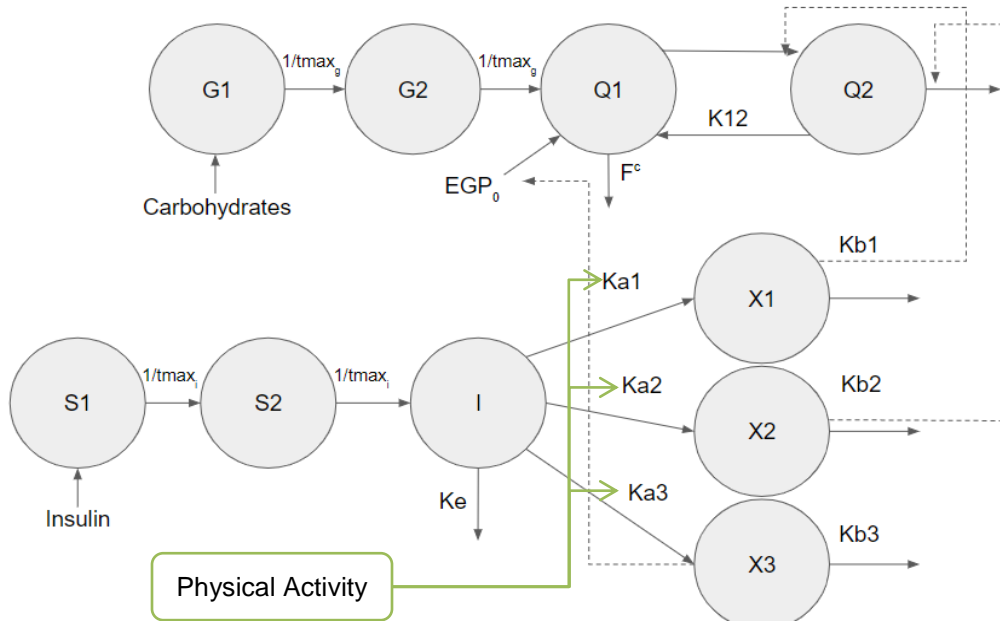 1/tmaxg
1/tmaxg
G1
G2
Q1
Q2
K12
EGP0
Fc
Carbohydrates
Kb1
Ka1
X1
1/tmaxi
1/tmaxi
Ka2
Kb2
S1
S2
I
X2
Ka3
Ke
Insulin
Kb3
X3
Physical Activity